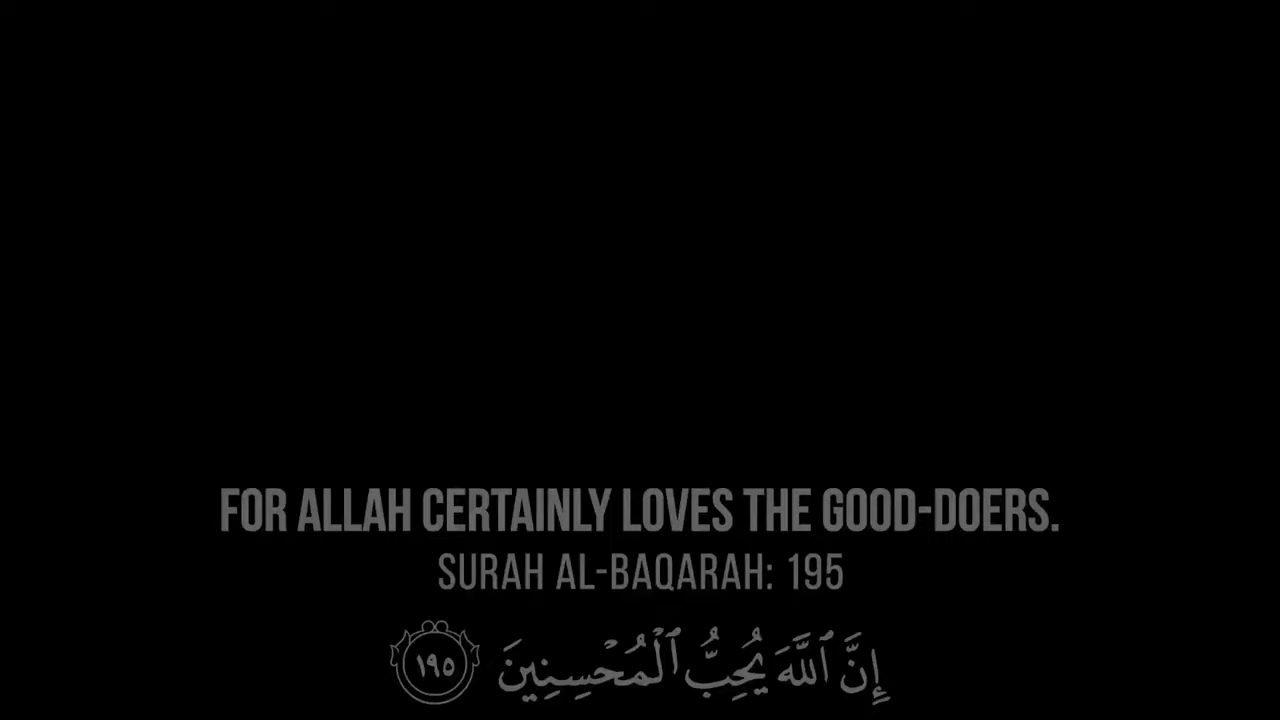 FOR ALLAH CERTAINLY LOVES THE GOOD-DOERS.
SURAH AL-BAQARAH: 195
إِنَّ ٱللَّهَ يُحِبُّ ٱلْمُحْسِنِينَ ١٩٥